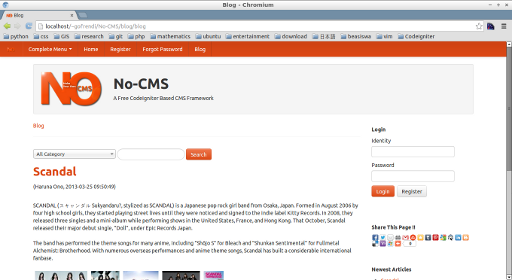 Blog - Chromium
Blog
localhost/~gofrendi/No-CMS/blog/blog
python css GIS research git php mathematics ubuntu entertainment download 日本語 beasiswa vim Codeigniter
Complete Menu Home Register Forgot Password Blog
NO CMS
No-CMS
A Free CodeIgniter Based CMS Framework
Blog
All Category Search
Scandal
(Haruna Ono, 2013-03-25 09:50:49)
SCANDAL (スキャンダル Sukyandaru?, stylized as SCANDAL) is a Japanese pop rock girl band from Osaka, Japan. Formed in August 2006 by
four high school girls, they started playing street lives until they were noticed and signed to the indie label Kitty Records. In 2008, they
released three singles and a mini-album while performing shows in the United States, France, and Hong Kong. That October, Scandal
released their major debut single, "Doll", under Epic Records Japan.
The band has performed the theme songs for many anime, including "Shōjo S" for Bleach and "Shunkan Sentimental" for Fullmetal
Alchemist: Brotherhood. With numerous overseas performances and anime theme songs, Scandal has built a considerable international
fanbase.
Login
Identity
Password
Login Register
Share This Page !!
Newest Articles